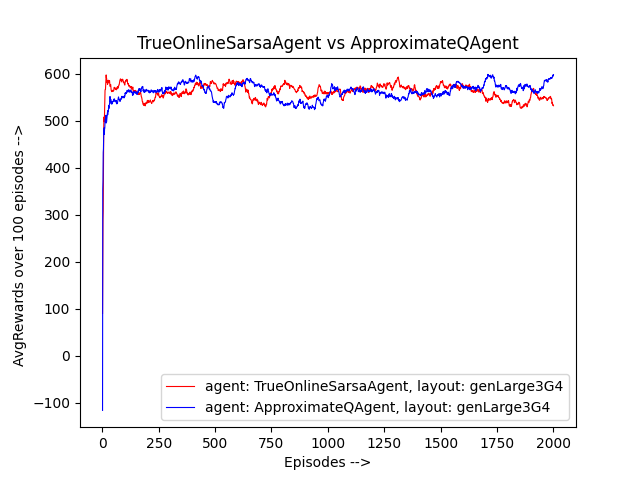 TrueOnlineSarsaAgent vs ApproximateQAgent
600
500
400
300
200
100
0
−100
AvgRewards over 100 episodes -->
agent: TrueOnlineSarsaAgent, layout: genLarge3G4
agent: ApproximateQAgent, layout: genLarge3G4
0 250 500 750 1000 1250 1500 1750 2000
Episodes -->